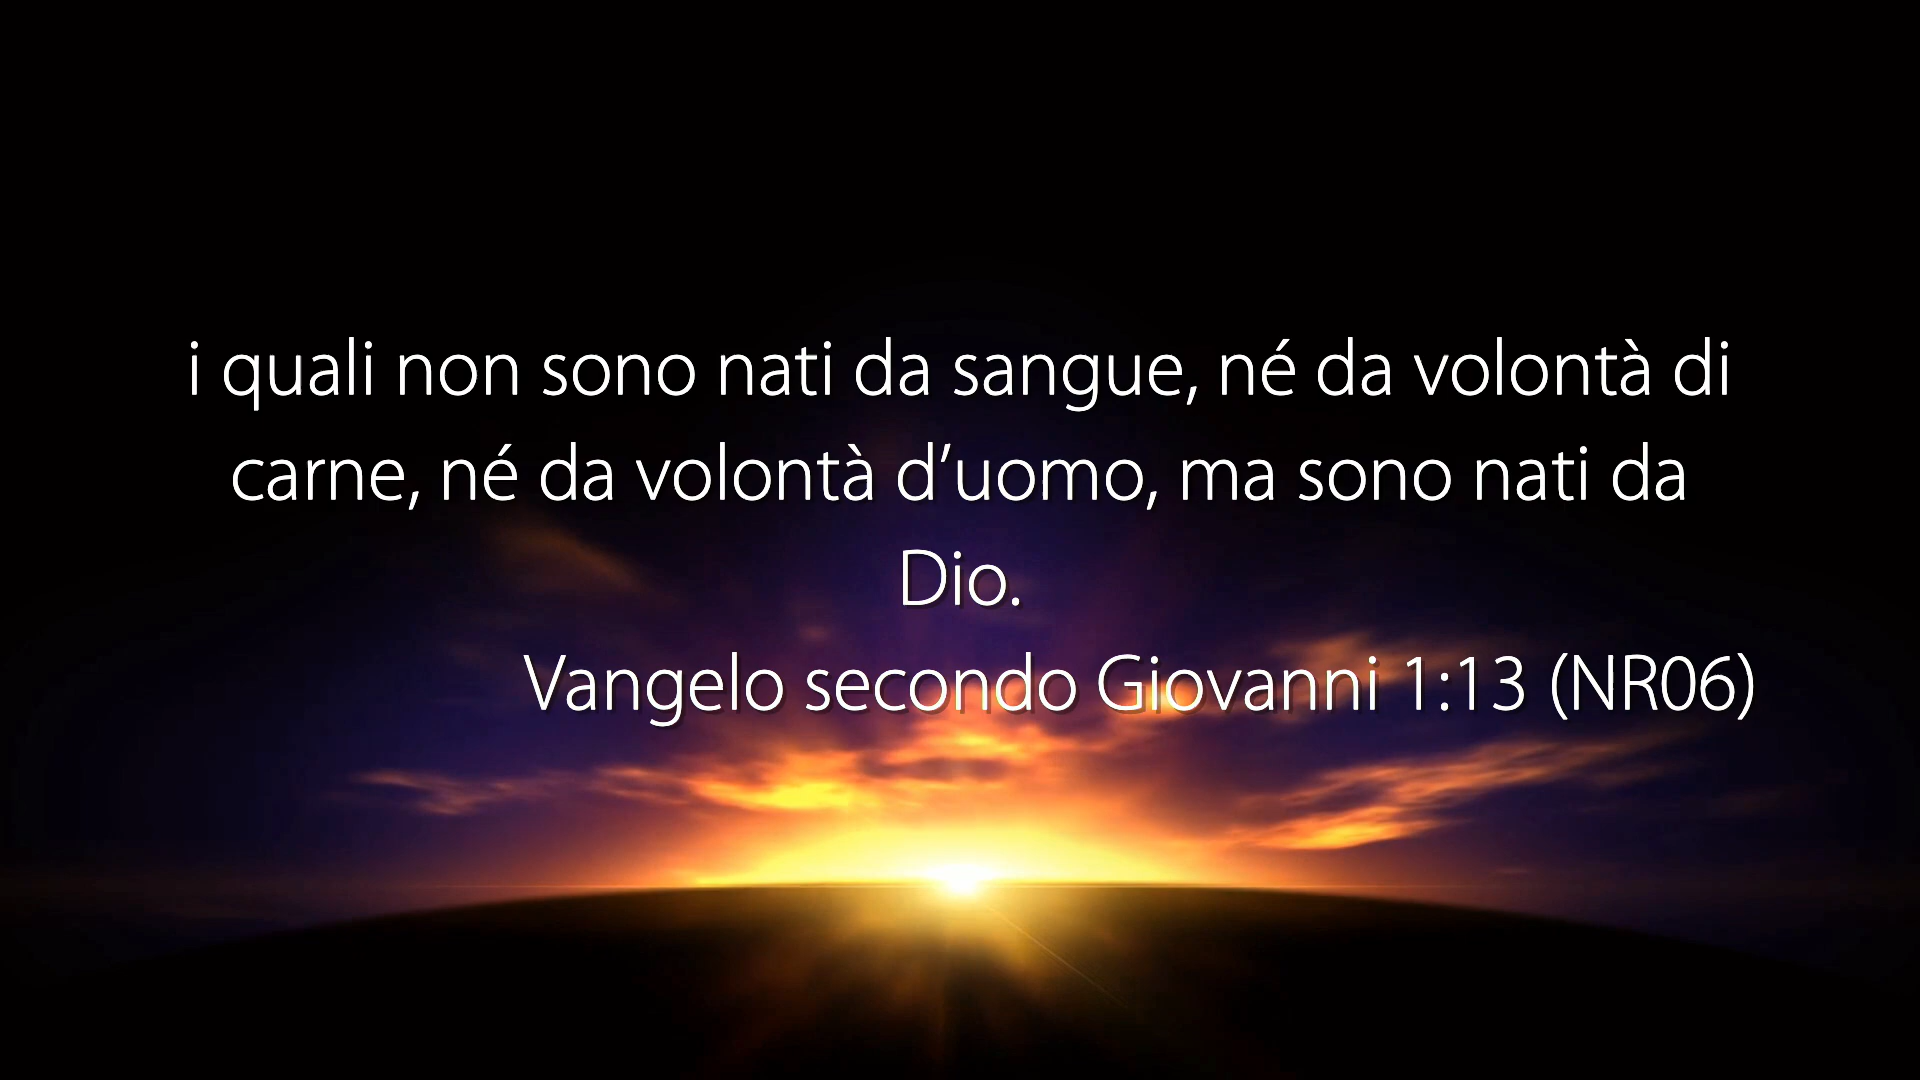 i quali non sono nati da sangue, né da volontà di
carne, né da volontà d’uomo, ma sono nati da
Dio.
Vangelo secondo Giovanni 1:13 (NR06)